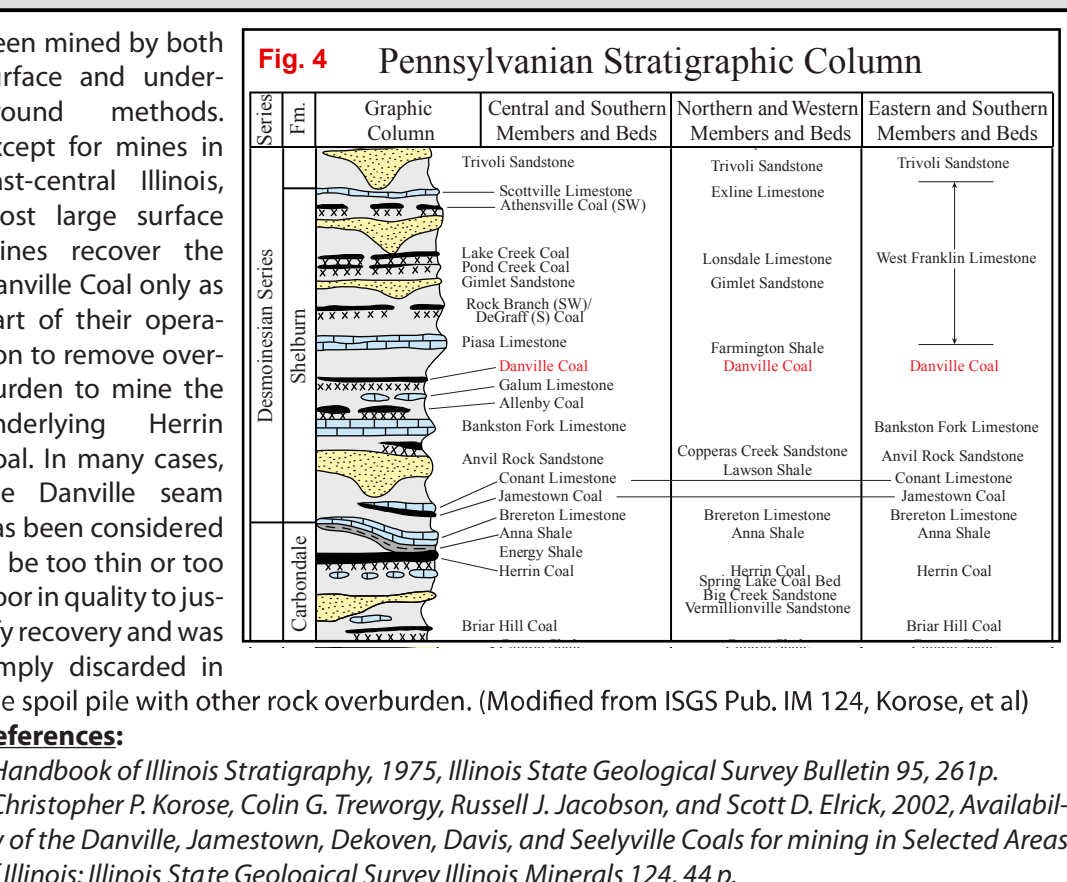 een mined by both
urface and under-
round methods.
xcept for mines in
ast-central Illinois,
ost large surface
ines recover the
anville Coal only as
art of their opera-
on to remove over-
urden to mine the
nderlying Herrin
oal. In many cases,
e Danville seam
as been considered
be too thin or too
oor in quality to jus-
fy recovery and was
mply discarded in
e spoil pile with other rock overburden. (Modified from ISGS Pub. IM 124, Korose, et al)
Fig. 4 Pennsylvanian Stratigraphic Column
Series
Fm.
Graphic
Column
Central and Southern
Members and Beds
Northern and Western
Members and Beds
Eastern and Southern
Members and Beds
Desmoinesian Series
Shelburn
Carbondale
Trivoli Sandstone
Scottville Limestone
Athensville Coal (SW)
Lake Creek Coal
Pond Creek Coal
Gimlet Sandstone
Rock Branch (SW)/
DeGraff (S) Coal
Piasa Limestone
Danville Coal
Galum Limestone
Allenby Coal
Bankston Fork Limestone
Anvil Rock Sandstone
Conant Limestone
Jamestown Coal
Brereton Limestone
Anna Shale
Energy Shale
Herrin Coal
Briar Hill Coal
Trivoli Sandstone
Exline Limestone
Lonsdale Limestone
Gimlet Sandstone
Farmington Shale
Danville Coal
Copperas Creek Sandstone
Lawson Shale
Brereton Limestone
Anna Shale
Herrin Coal
Spring Lake Coal Bed
Big Creek Sandstone
Vermillionville Sandstone
Trivoli Sandstone
West Franklin Limestone
Danville Coal
Bankston Fork Limestone
Anvil Rock Sandstone
Conant Limestone
Jamestown Coal
Brereton Limestone
Anna Shale
Herrin Coal
Briar Hill Coal
eferences:
Handbook of Illinois Stratigraphy, 1975, Illinois State Geological Survey Bulletin 95, 261p.
Christopher P. Korose, Colin G. Treworgy, Russell J. Jacobson, and Scott D. Elrick, 2002, Availabil-
y of the Danville, Jamestown, Dekoven, Davis, and Seelyville Coals for mining in Selected Areas
f Illinois: Illinois State Geological Survey Illinois Minerals 124, 44 p.